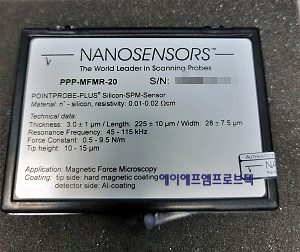 NANOSENSORS™
The World Leader in Scanning Probes
PPP-MFMR-20 S/N:
POINTPROBE-PLUS® Silicon-SPM-Sensor
Material: n⁺-silicon, resistivity: 0.01-0.02 Ωcm
Technical data:
Thickness: 3.0 ± 1 µm / Length: 225 ± 10 µm / Width: 28 ± 7.5 µm
Resonance Frequency: 45 - 115 kHz
Force Constant: 0.5 - 9.5 N/m
Tip height: 10 - 15 µm
Application: Magnetic Force Microscopy
Coating: tip side: hard magnetic coating
detector side: Al-coating
에이에프엠프로브텍